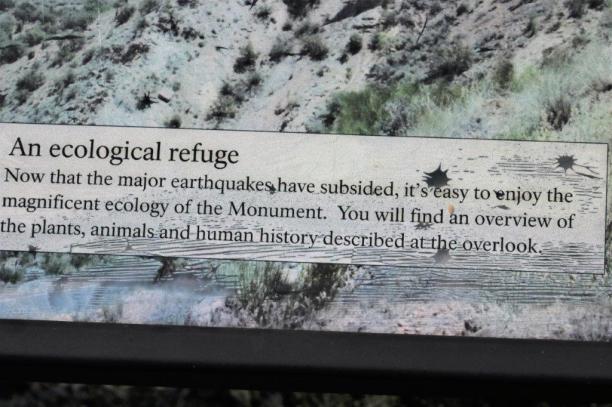 An ecological refuge
Now that the major earthquakes have subsided, it's easy to enjoy the
magnificent ecology of the Monument. You will find an overview of
the plants, animals and human history described at the overlook.